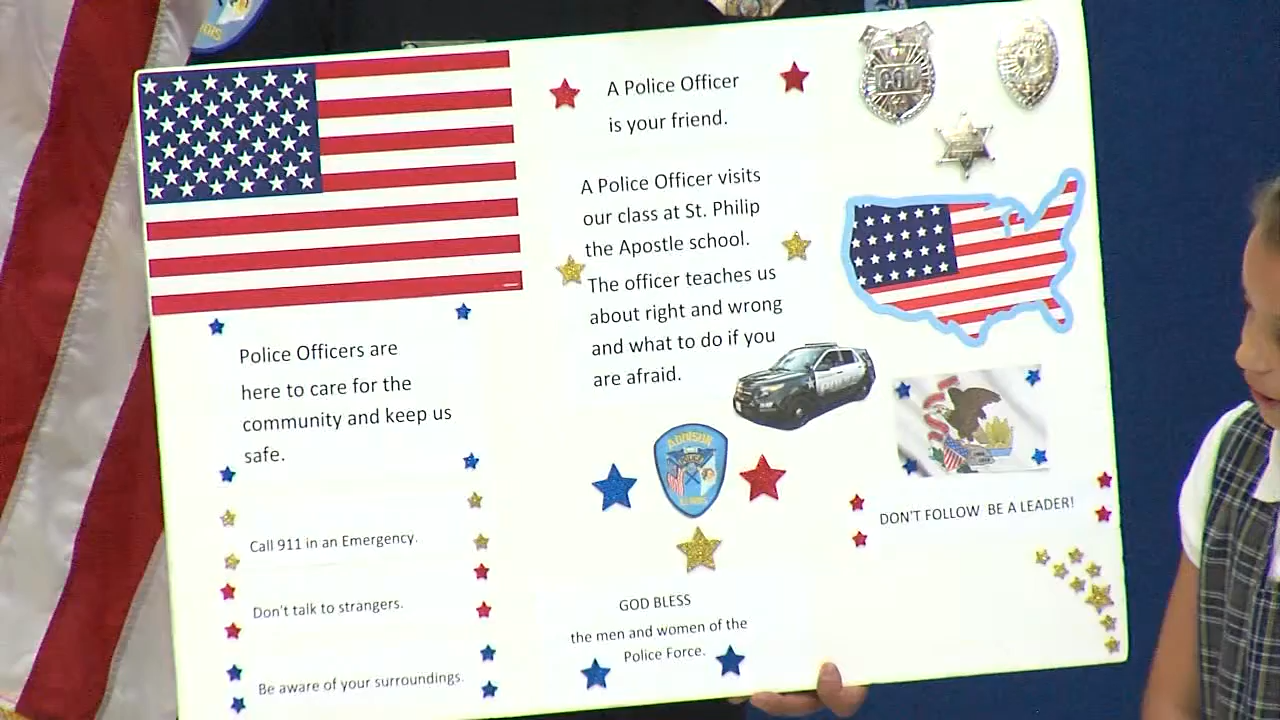 A Police Officer
is your friend.
A Police Officer visits
our class at St. Philip
the Apostle school.
The officer teaches us
about right and wrong
and what to do if you
are afraid.
Police Officers are
here to care for the
community and keep us
safe.
Call 911 in an Emergency.
Don't talk to strangers.
Be aware of your surroundings.
ADDISON
ILLINOIS
GOD BLESS
the men and women of the
Police Force.
DON'T FOLLOW BE A LEADER!